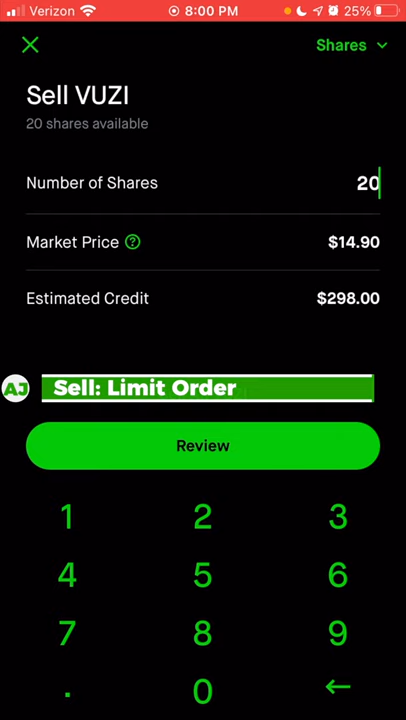 Verizon 8:00 PM 25%
Shares
Sell VUZI
20 shares available
Number of Shares 20
Market Price ? $14.90
Estimated Credit $298.00
AJ Sell: Limit Order
Review
1 2 3
4 5 6
7 8 9
. 0